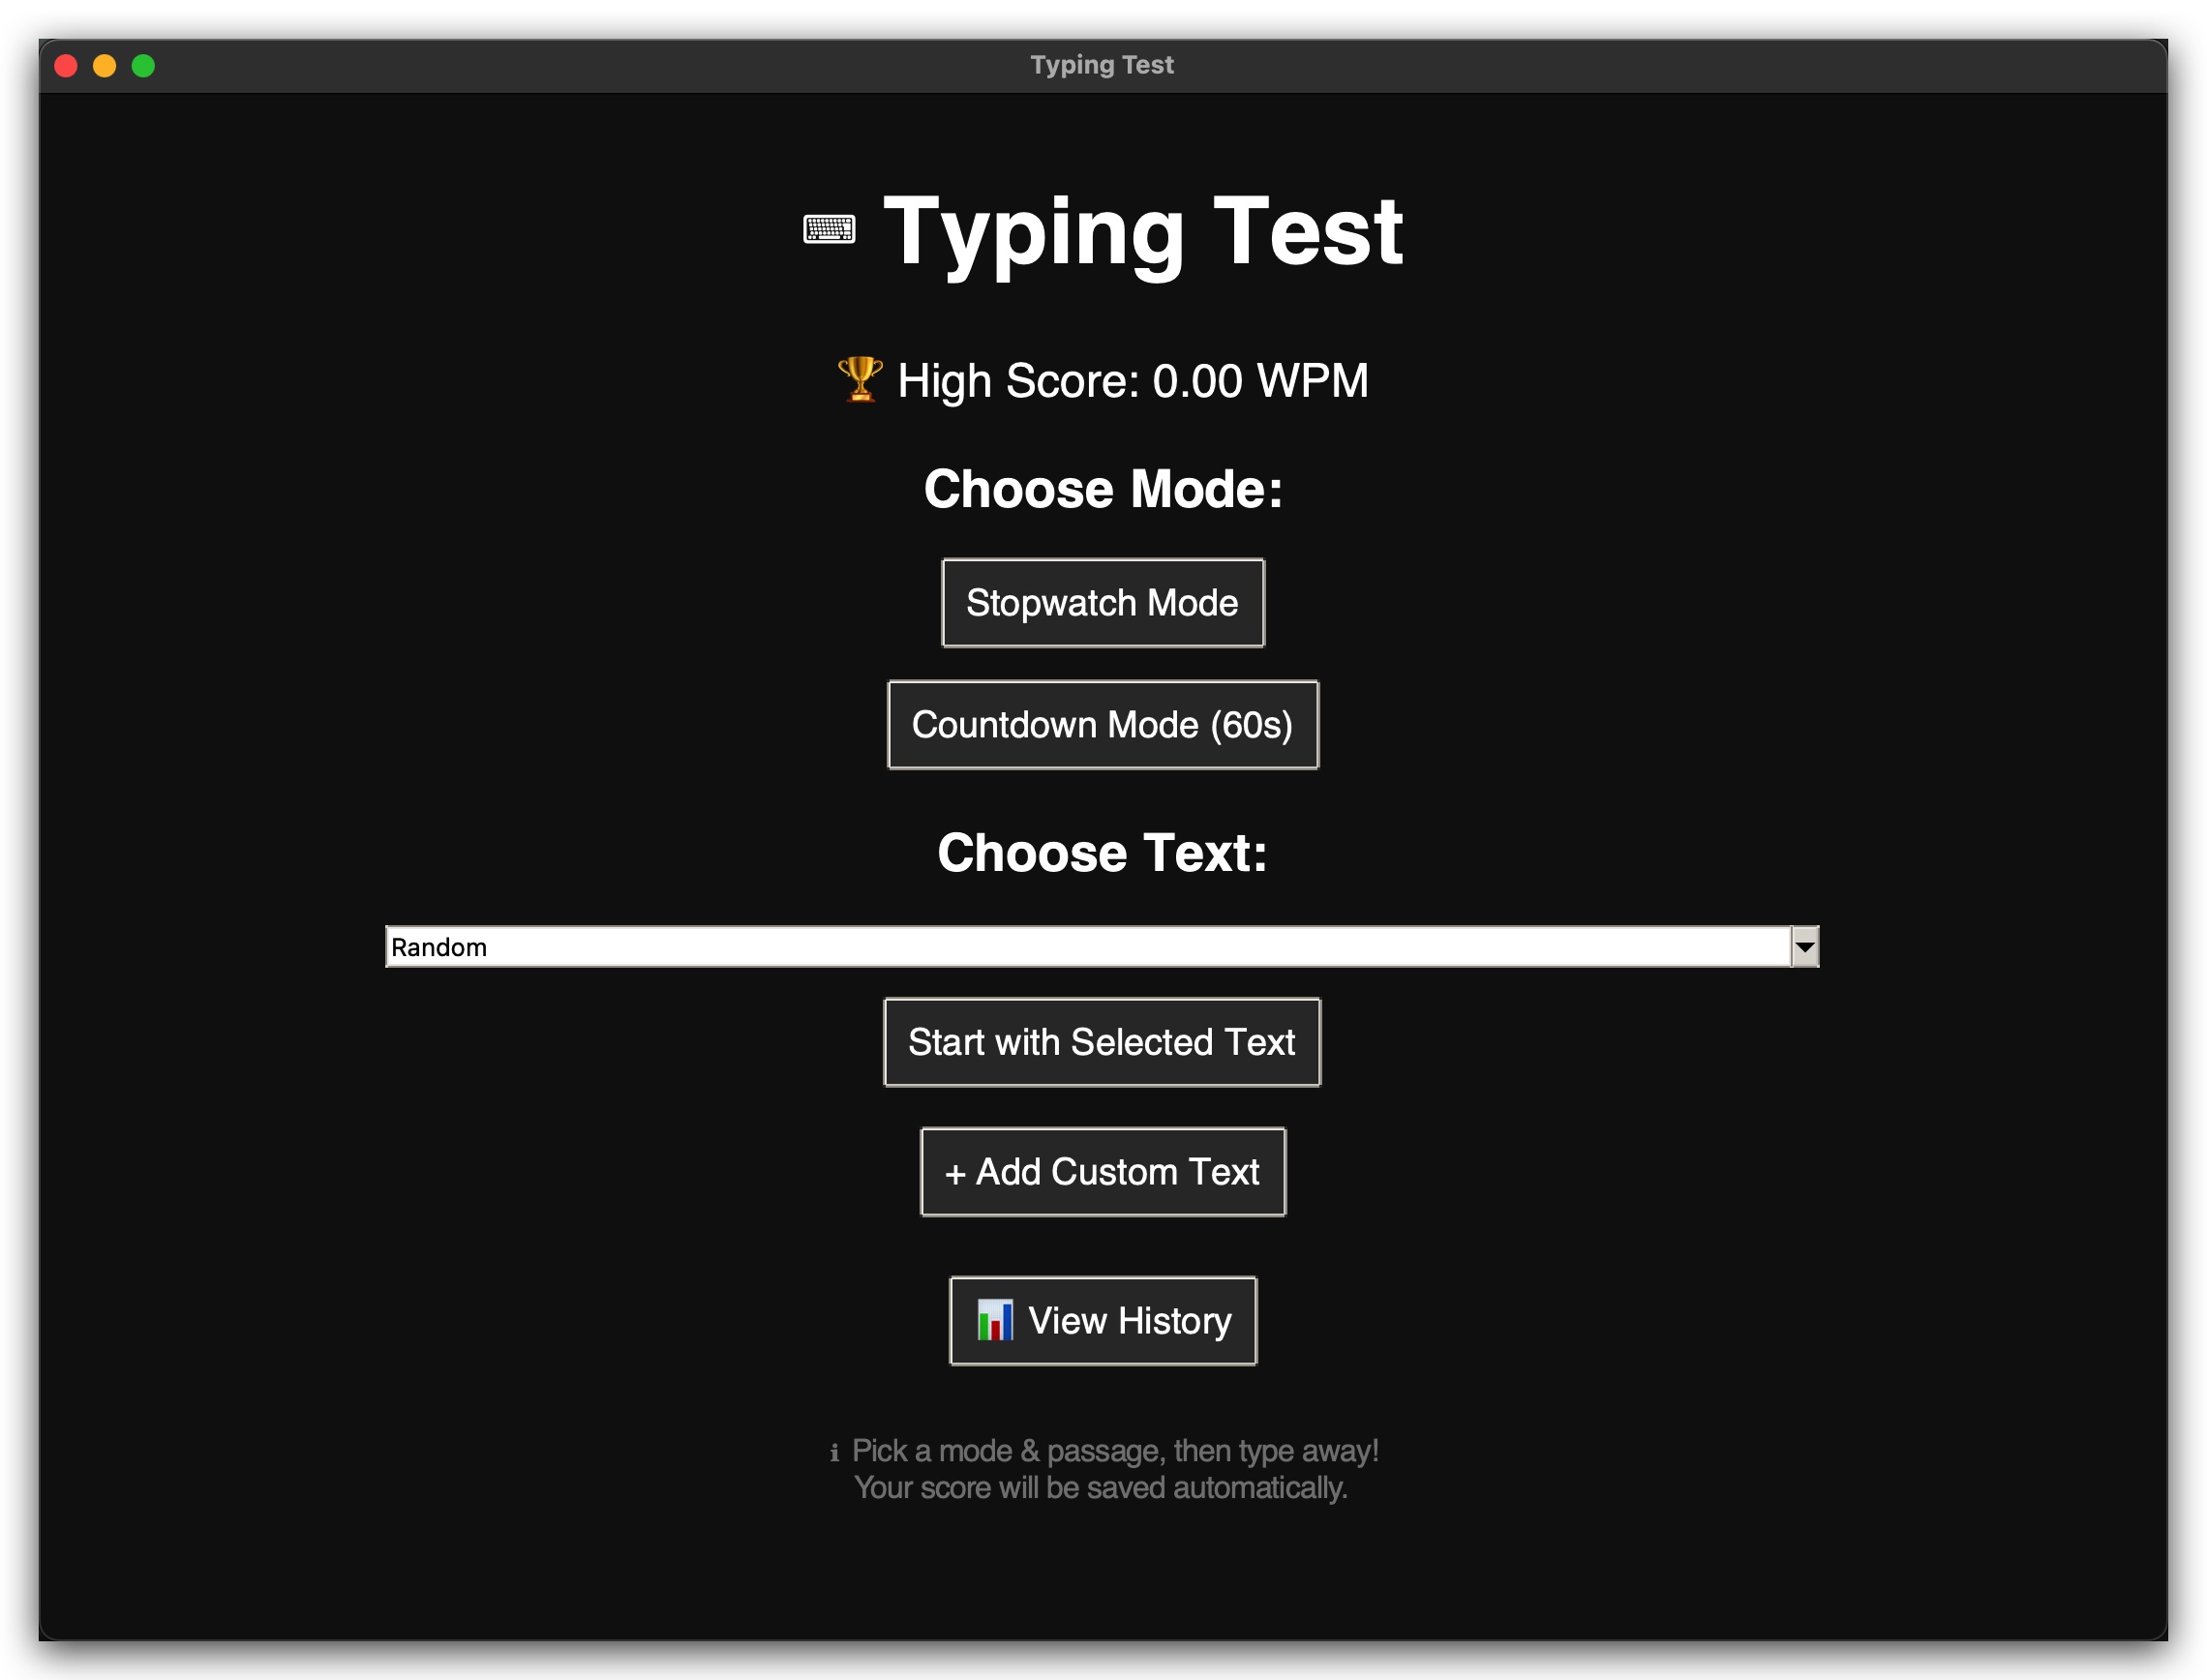 Typing Test
⌨ Typing Test
🏆 High Score: 0.00 WPM
Choose Mode:
Stopwatch Mode
Countdown Mode (60s)
Choose Text:
Random
Start with Selected Text
+ Add Custom Text
📊 View History
ℹ Pick a mode & passage, then type away!
Your score will be saved automatically.